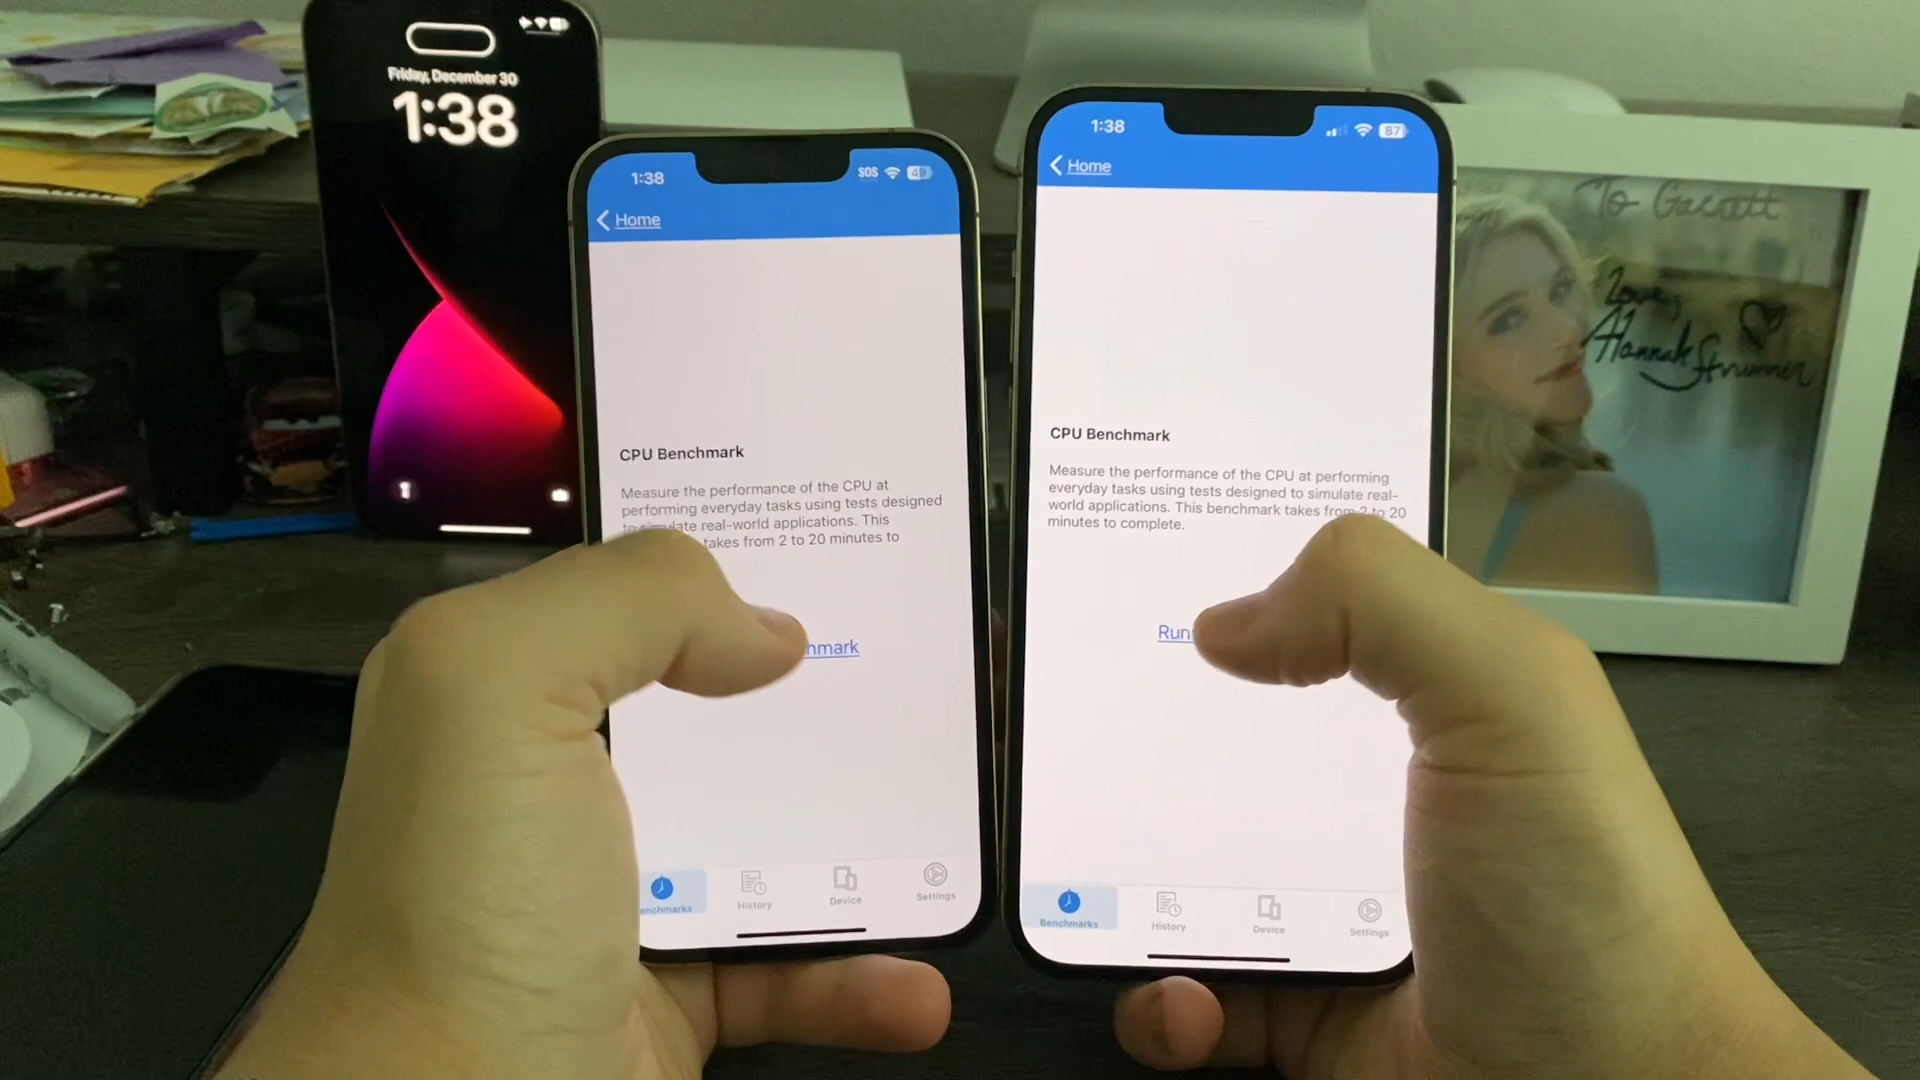 Friday, December 30
1:38
1:38
SOS
Home
CPU Benchmark
Measure the performance of the CPU at
performing everyday tasks using tests designed
real-world applications. This
takes from 2 to 20 minutes to
History
Device
Settings
1:38
87
Home
CPU Benchmark
Measure the performance of the CPU at performing
everyday tasks using tests designed to simulate real-
world applications. This benchmark takes from 2 to 20
minutes to complete.
Run
Benchmarks
History
Device
Settings
To Garrett
Love,
Hannah